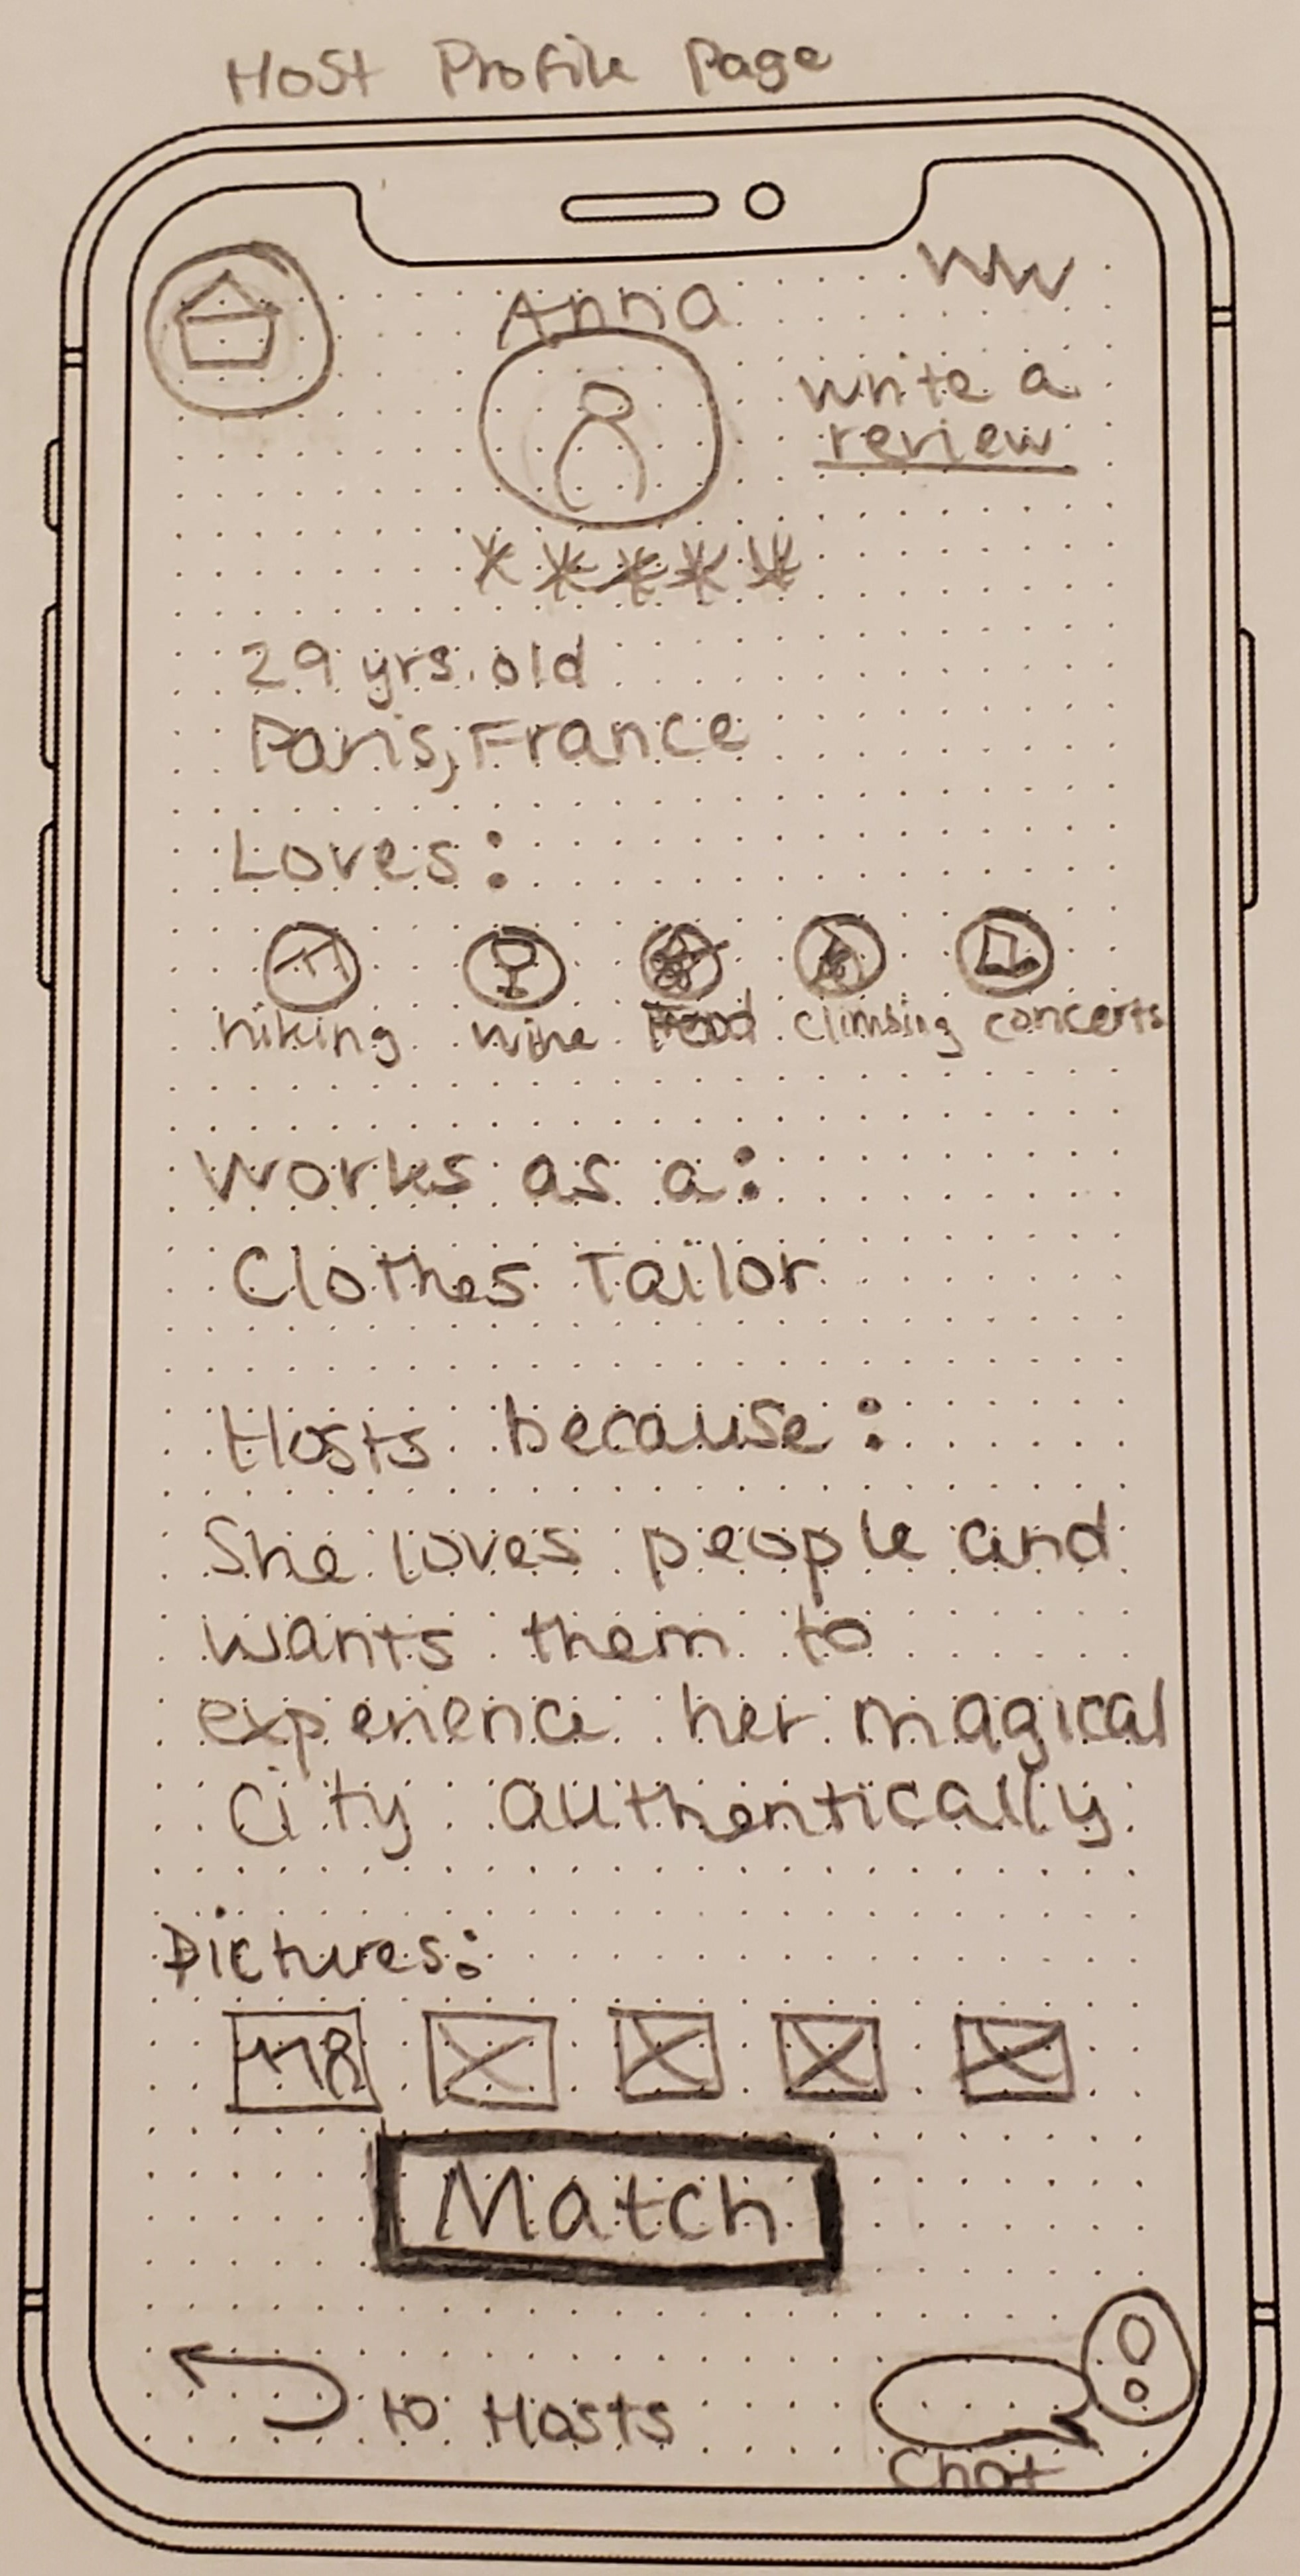 Host Profile Page
WW
Anna
write a
review
29 yrs. old
Paris, France
Loves:
hiking wine Food climbing concerts
Works as a:
Clothes Tailor
Hosts because:
She loves people and
wants them to
experience her magical
City authentically
Pictures:
Match
to Hosts
Chat